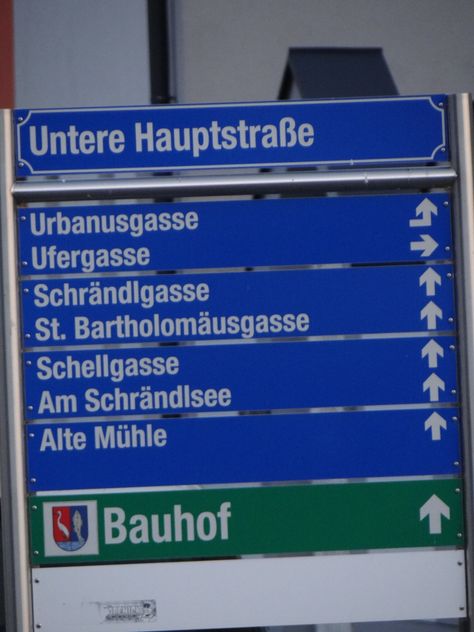 Untere Hauptstraße
Urbanusgasse
Ufergasse
Schrändlgasse
St. Bartholomäusgasse
Schellgasse
Am Schrändlsee
Alte Mühle
Bauhof